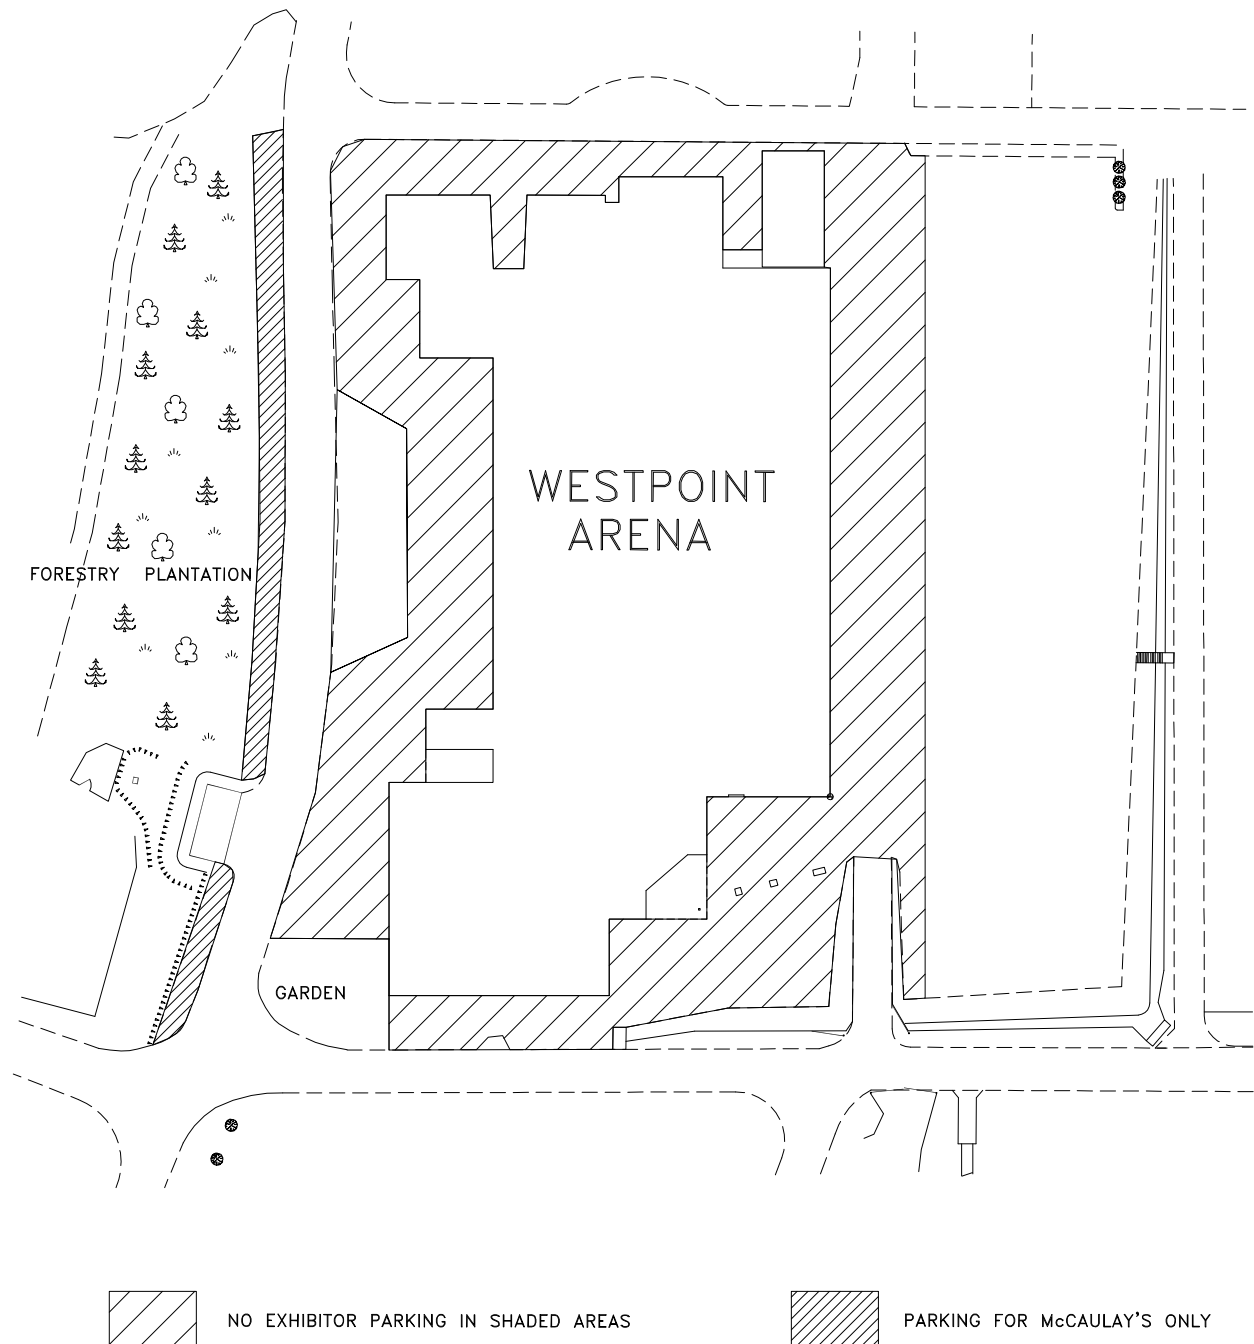 WESTPOINT
ARENA
FORESTRY PLANTATION
GARDEN
NO EXHIBITOR PARKING IN SHADED AREAS
PARKING FOR McCAULAY'S ONLY